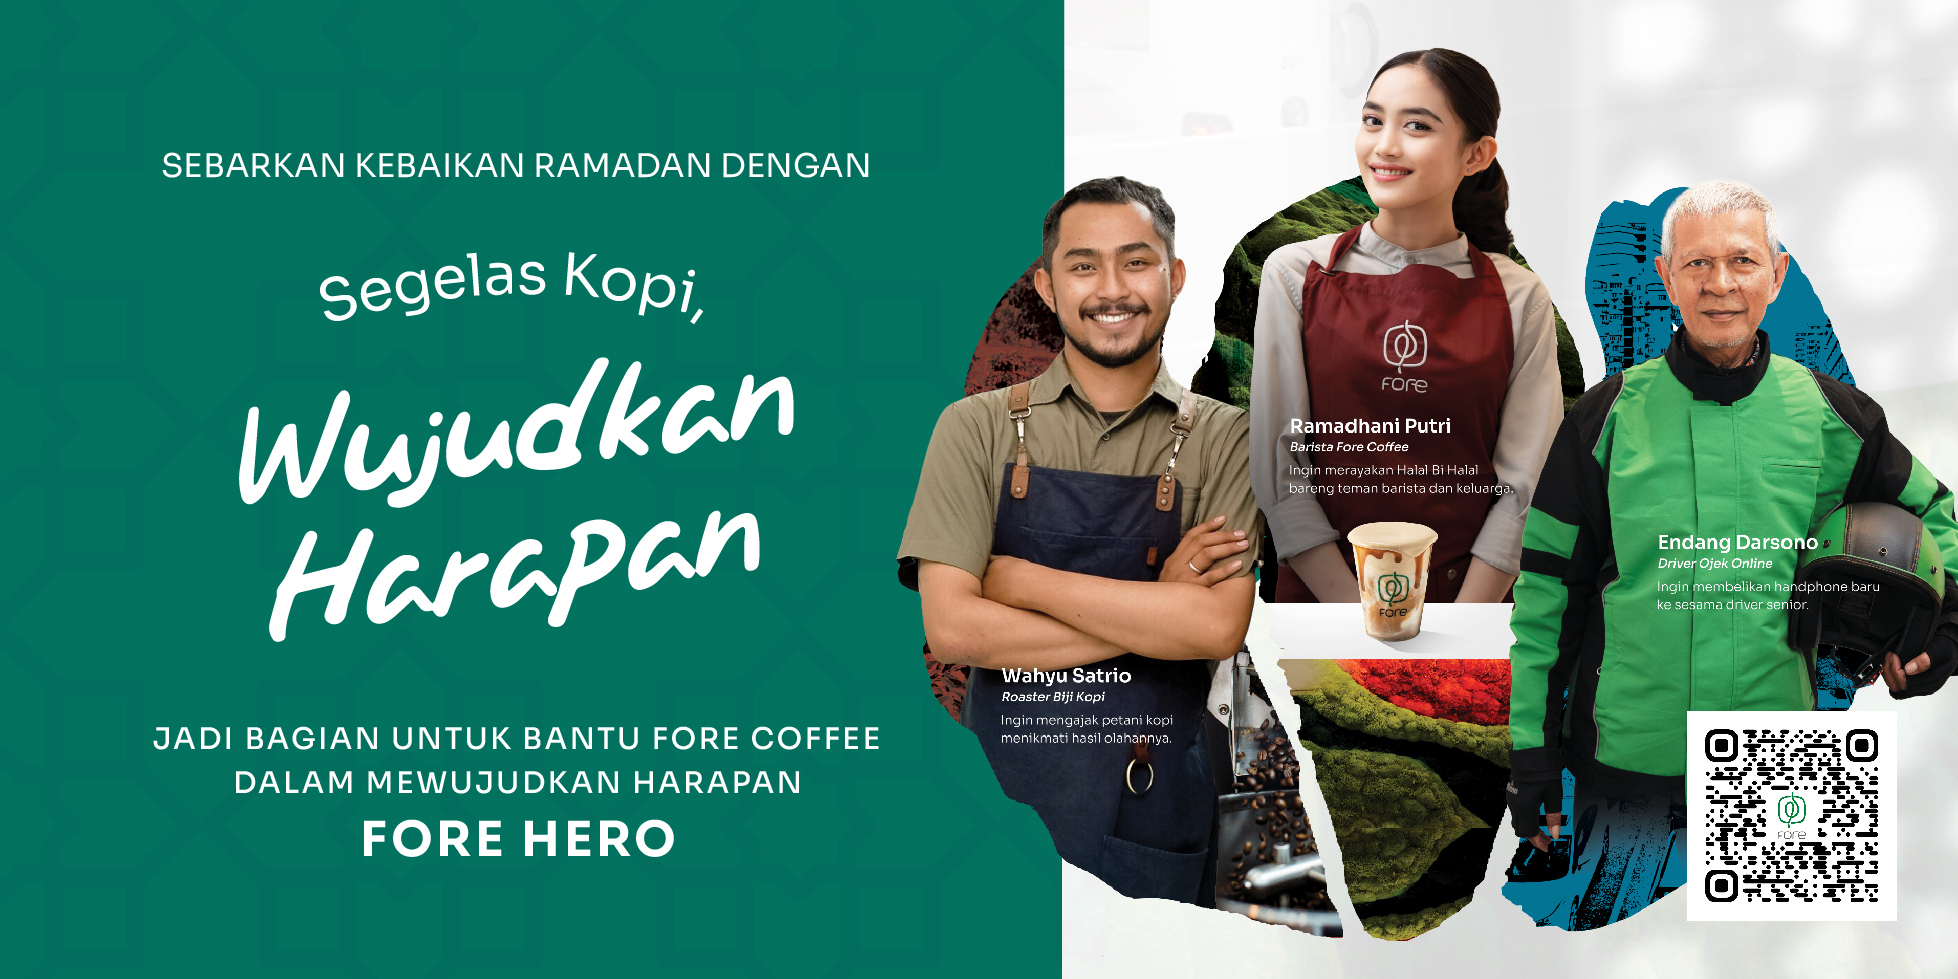 SEBARKAN KEBAIKAN RAMADAN DENGAN
Segelas Kopi,
Wujudkan
Harapan
JADI BAGIAN UNTUK BANTU FORE COFFEE
DALAM MEWUJUDKAN HARAPAN
FORE HERO
FORE
Ramadhani Putri
Barista Fore Coffee
Ingin merayakan Halal Bi Halal
bareng teman barista dan keluarga.
FORE
Endang Darsono
Driver Ojek Online
Ingin membelikan handphone baru
ke sesama driver senior.
Wahyu Satrio
Roaster Biji Kopi
Ingin mengajak petani kopi
menikmati hasil olahannya.
FORE